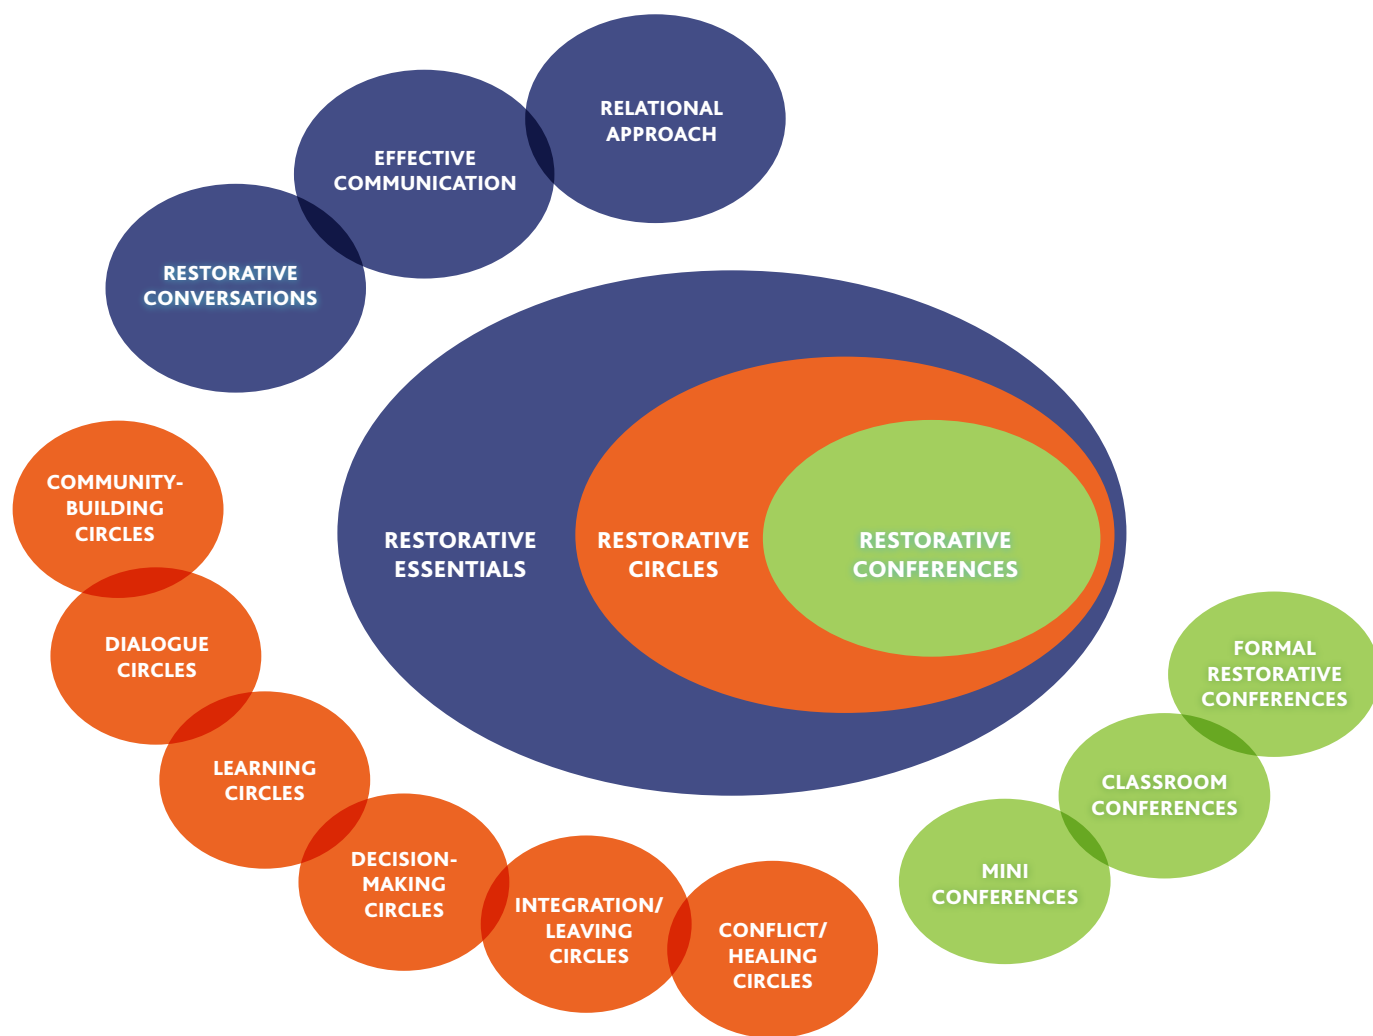 RELATIONAL
APPROACH
EFFECTIVE
COMMUNICATION
RESTORATIVE
CONVERSATIONS
RESTORATIVE
ESSENTIALS
RESTORATIVE
CIRCLES
RESTORATIVE
CONFERENCES
COMMUNITY-
BUILDING
CIRCLES
DIALOGUE
CIRCLES
LEARNING
CIRCLES
DECISION-
MAKING
CIRCLES
INTEGRATION/
LEAVING
CIRCLES
CONFLICT/
HEALING
CIRCLES
FORMAL
RESTORATIVE
CONFERENCES
CLASSROOM
CONFERENCES
MINI
CONFERENCES